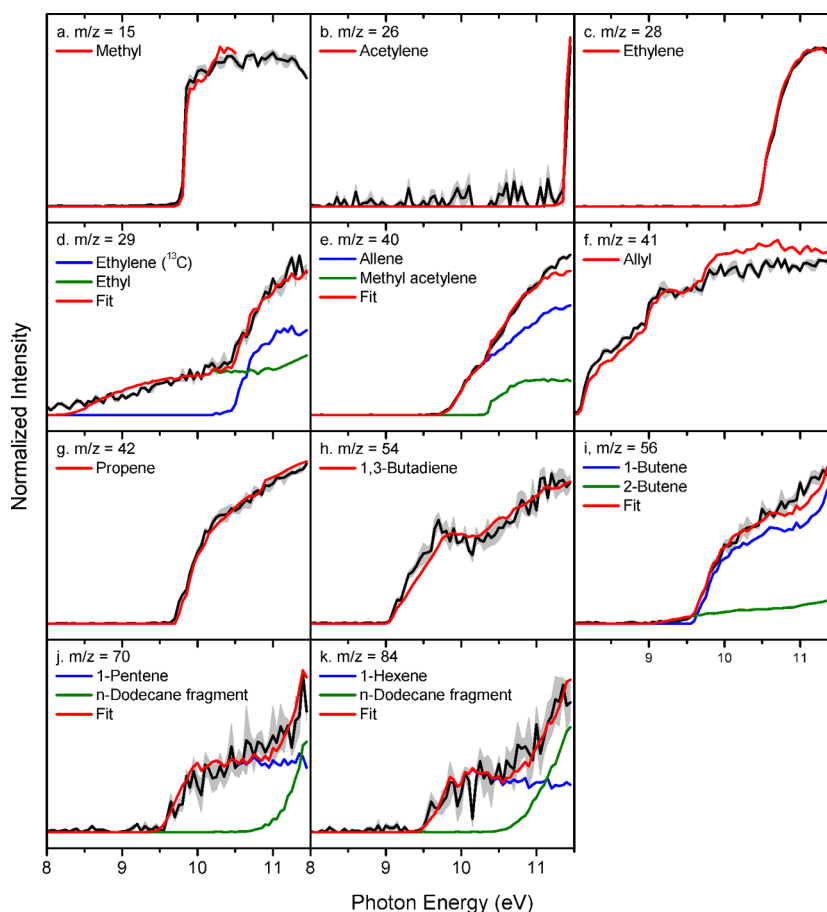 a. m/z = 15
Methyl
b. m/z = 26
Acetylene
c. m/z = 28
Ethylene
d. m/z = 29
Ethylene (¹³C)
Ethyl
Fit
e. m/z = 40
Allene
Methyl acetylene
Fit
f. m/z = 41
Allyl
g. m/z = 42
Propene
h. m/z = 54
1,3-Butadiene
i, m/z = 56
1-Butene
2-Butene
Fit
9 10 11
j. m/z = 70
1-Pentene
n-Dodecane fragment
Fit
k. m/z = 84
1-Hexene
n-Dodecane fragment
Fit
8 9 10 11 8 9 10 11
Normalized Intensity
Photon Energy (eV)